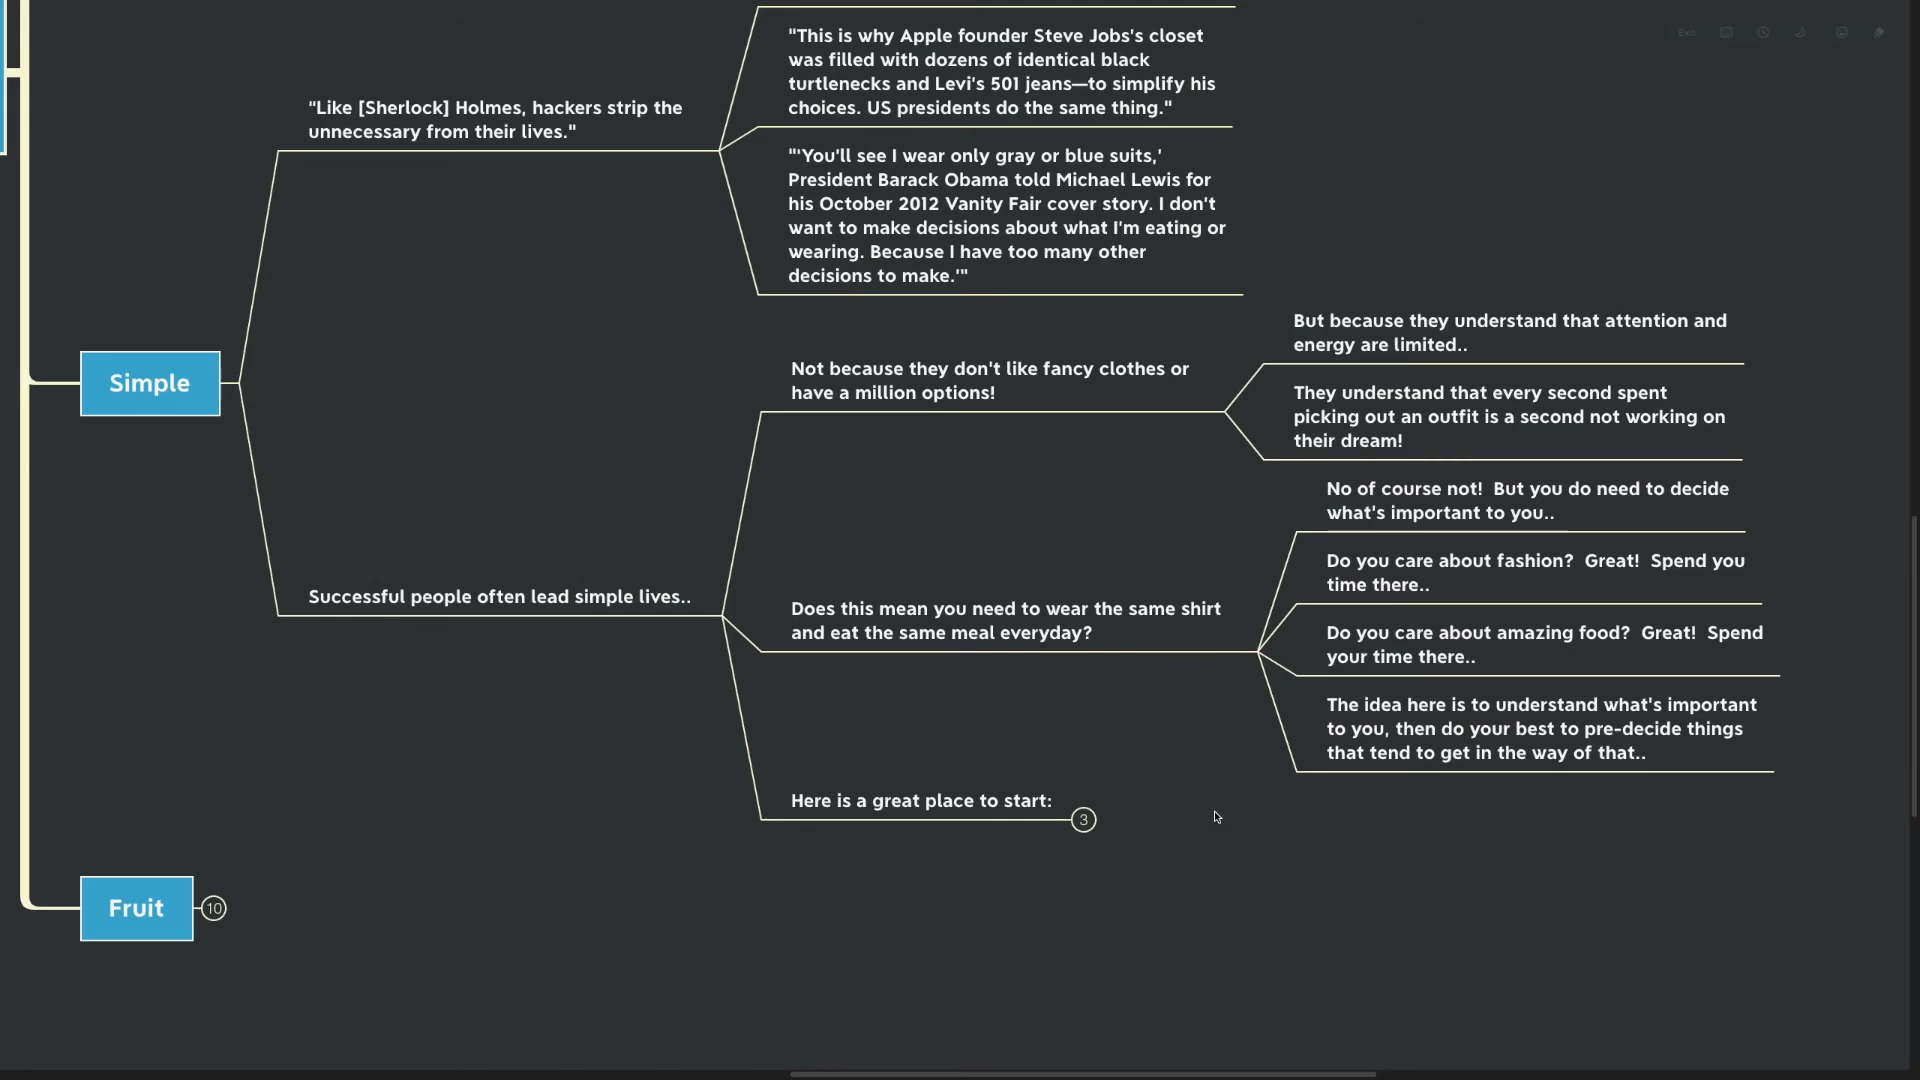 "This is why Apple founder Steve Jobs's closet
was filled with dozens of identical black
turtlenecks and Levi's 501 jeans—to simplify his
choices. US presidents do the same thing."
Exit
"Like [Sherlock] Holmes, hackers strip the
unnecessary from their lives."
"'You'll see I wear only gray or blue suits,'
President Barack Obama told Michael Lewis for
his October 2012 Vanity Fair cover story. I don't
want to make decisions about what I'm eating or
wearing. Because I have too many other
decisions to make.'"
Simple
Successful people often lead simple lives..
Not because they don't like fancy clothes or
have a million options!
But because they understand that attention and
energy are limited..
They understand that every second spent
picking out an outfit is a second not working on
their dream!
Does this mean you need to wear the same shirt
and eat the same meal everyday?
No of course not!  But you do need to decide
what's important to you..
Do you care about fashion?  Great!  Spend you
time there..
Do you care about amazing food?  Great!  Spend
your time there..
The idea here is to understand what's important
to you, then do your best to pre-decide things
that tend to get in the way of that..
Here is a great place to start:
3
Fruit
10